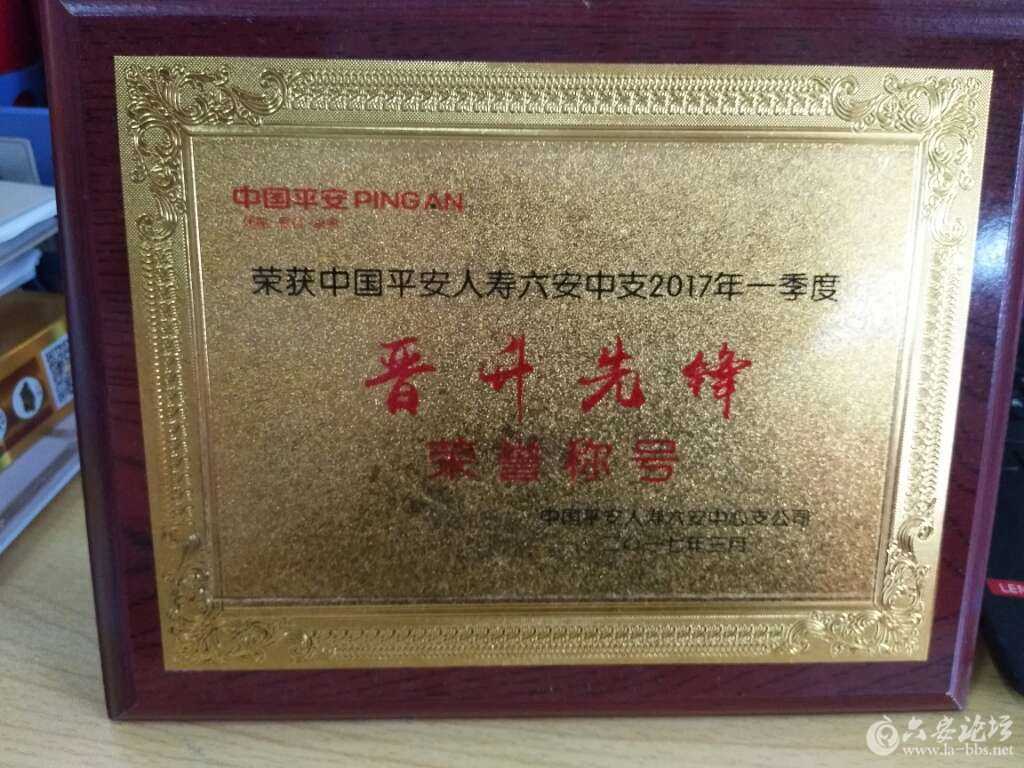 中国平安 PING AN
荣获中国平安人寿六安中支2017年一季度
晋升先锋
荣誉称号
中国平安人寿六安中心支公司
二〇一七年三月
LEN
六安论坛
www.la-bbs.net